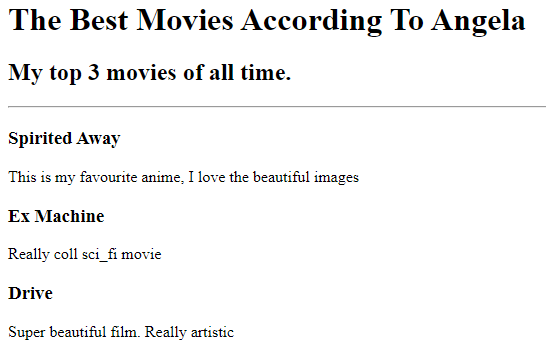 The Best Movies According To Angela
My top 3 movies of all time.
Spirited Away
This is my favourite anime, I love the beautiful images
Ex Machine
Really coll sci_fi movie
Drive
Super beautiful film. Really artistic